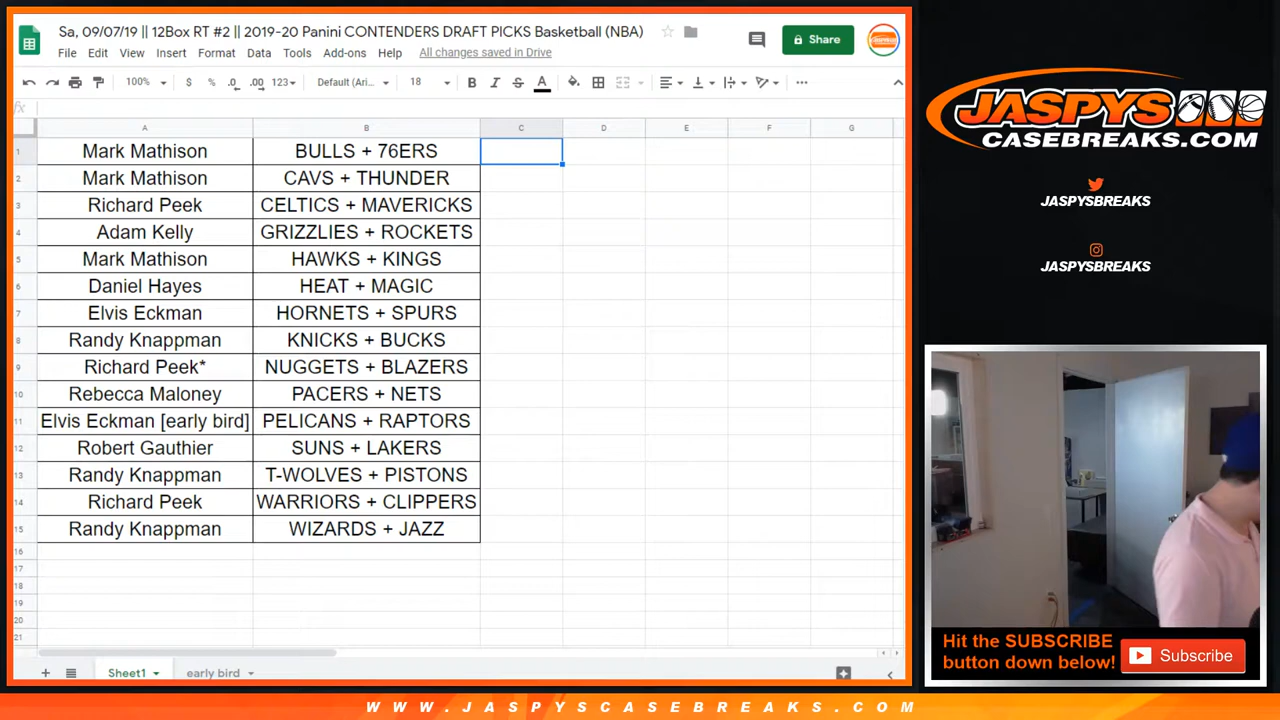 Sa, 09/07/19 || 12Box RT #2 || 2019-20 Panini CONTENDERS DRAFT PICKS Basketball (NBA)
Share
File Edit View Insert Format Data Tools Add-ons Help All changes saved in Drive
100% $ % .0 .00 123 Default (Ari... 18 B I S A
fx
A B C D E F G
1 Mark Mathison BULLS + 76ERS
2 Mark Mathison CAVS + THUNDER
3 Richard Peek CELTICS + MAVERICKS
4 Adam Kelly GRIZZLIES + ROCKETS
5 Mark Mathison HAWKS + KINGS
6 Daniel Hayes HEAT + MAGIC
7 Elvis Eckman HORNETS + SPURS
8 Randy Knappman KNICKS + BUCKS
9 Richard Peek* NUGGETS + BLAZERS
10 Rebecca Maloney PACERS + NETS
11 Elvis Eckman [early bird] PELICANS + RAPTORS
12 Robert Gauthier SUNS + LAKERS
13 Randy Knappman T-WOLVES + PISTONS
14 Richard Peek WARRIORS + CLIPPERS
15 Randy Knappman WIZARDS + JAZZ
16
17
18
19
20
21
Sheet1 early bird
JASPYS
CASEBREAKS.COM
JASPYSBREAKS
JASPYSBREAKS
Hit the SUBSCRIBE
button down below!
Subscribe
WWW.JASPYSCASEBREAKS.COM